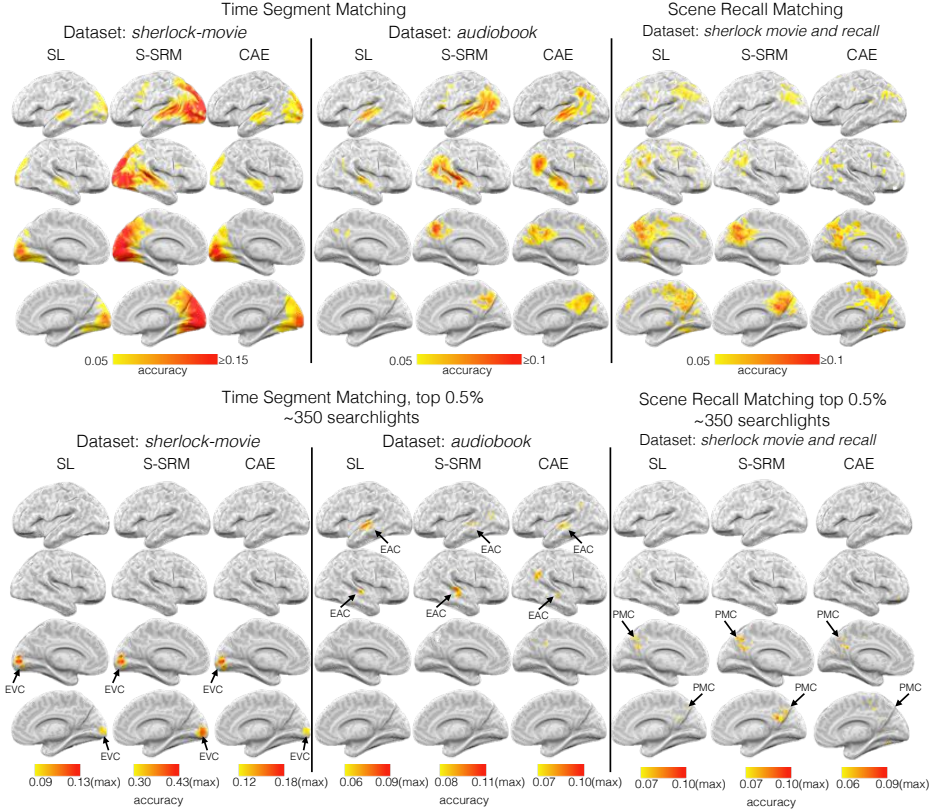 Time Segment Matching
Scene Recall Matching
Dataset: sherlock-movie
Dataset: audiobook
Dataset: sherlock movie and recall
SL S-SRM CAE
SL S-SRM CAE
SL S-SRM CAE
0.05 ≥0.15
accuracy
0.05 ≥0.1
accuracy
0.05 ≥0.1
accuracy
Time Segment Matching, top 0.5%
~350 searchlights
Scene Recall Matching top 0.5%
~350 searchlights
Dataset: sherlock-movie
Dataset: audiobook
Dataset: sherlock movie and recall
SL S-SRM CAE
SL S-SRM CAE
SL S-SRM CAE
EAC EAC EAC
EAC EAC EAC
PMC PMC PMC
EVC EVC EVC
PMC PMC PMC
EVC EVC EVC
0.09 0.13(max) 0.30 0.43(max) 0.12 0.18(max)
accuracy
0.06 0.09(max) 0.08 0.11(max) 0.07 0.10(max)
accuracy
0.07 0.10(max) 0.07 0.10(max) 0.06 0.09(max)
accuracy